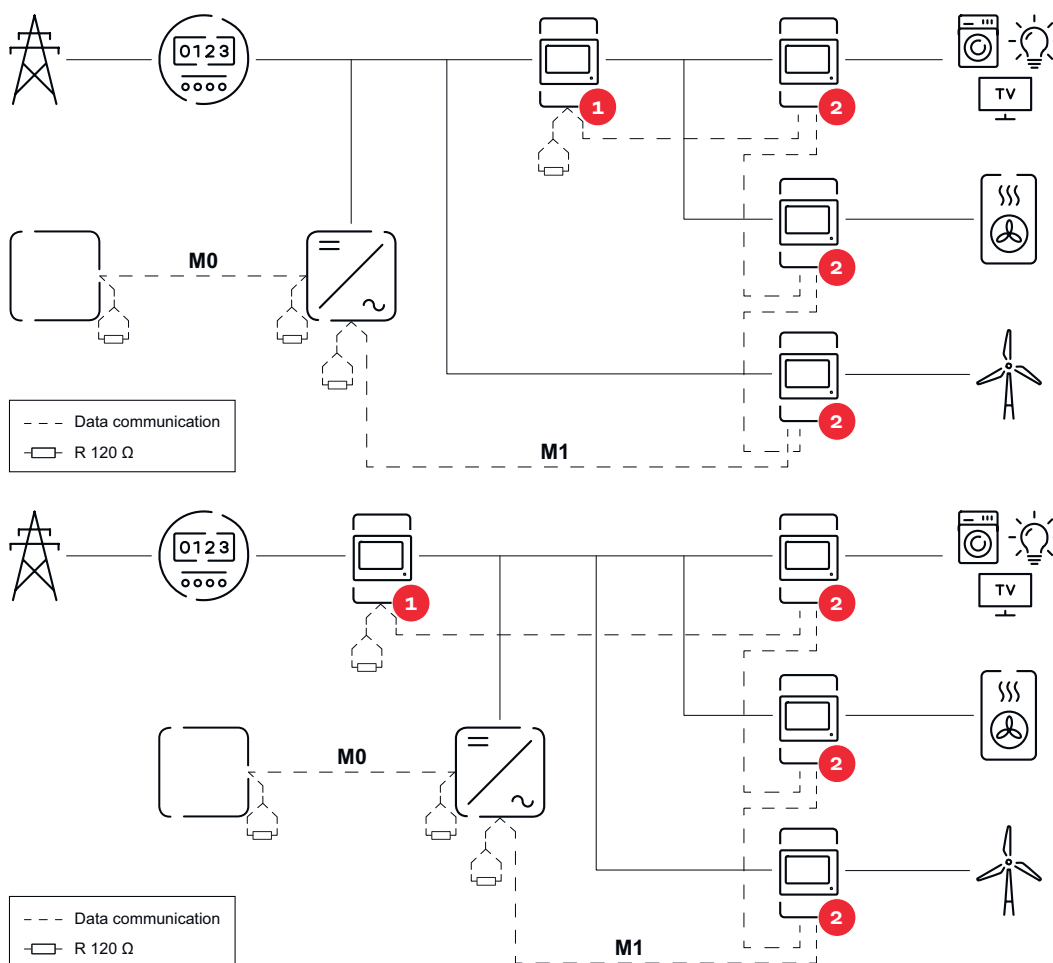 0123
1
2
TV
2
M0
2
Data communication
R 120 Ω
M1
0123
1
2
TV
2
M0
2
Data communication
R 120 Ω
M1